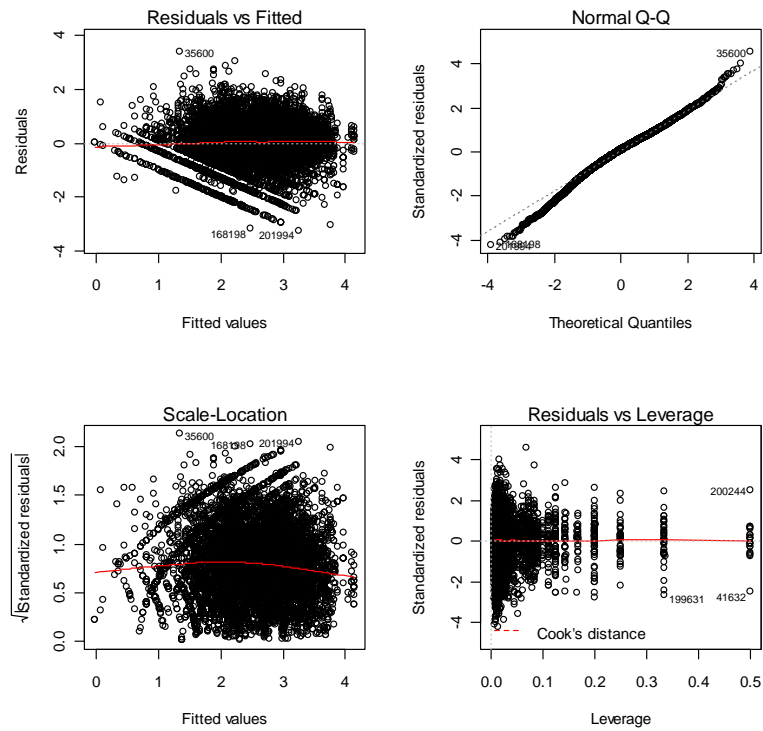 Residuals vs Fitted
Residuals
4
2
0
-2
-4
35600
168198
201994
0 1 2 3 4
Fitted values
Normal Q-Q
Standardized residuals
4
2
0
-2
-4
35600
168198
201994
-4 -2 0 2 4
Theoretical Quantiles
Scale-Location
√|Standardized residuals|
2.0
1.5
1.0
0.5
0.0
35600
168198
201994
0 1 2 3 4
Fitted values
Residuals vs Leverage
Standardized residuals
4
2
0
-2
-4
200244
199631
41632
Cook's distance
0.0 0.1 0.2 0.3 0.4 0.5
Leverage